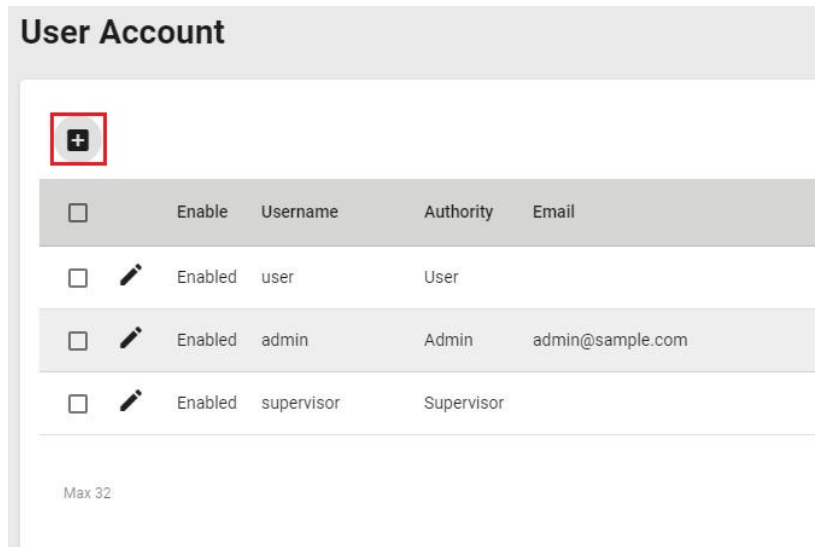 User Account
Enable Username Authority Email
Enabled user User
Enabled admin Admin admin@sample.com
Enabled supervisor Supervisor
Max 32